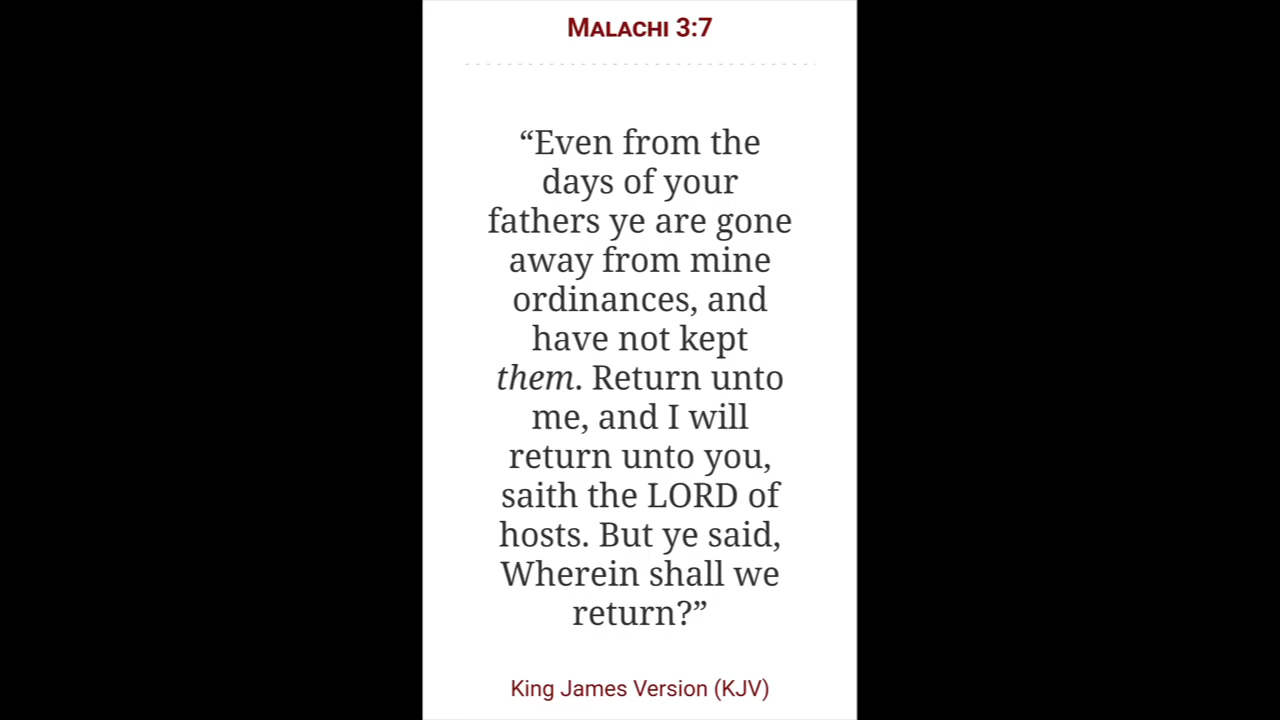 MALACHI 3:7
“Even from the
days of your
fathers ye are gone
away from mine
ordinances, and
have not kept
them. Return unto
me, and I will
return unto you,
saith the LORD of
hosts. But ye said,
Wherein shall we
return?”
King James Version (KJV)